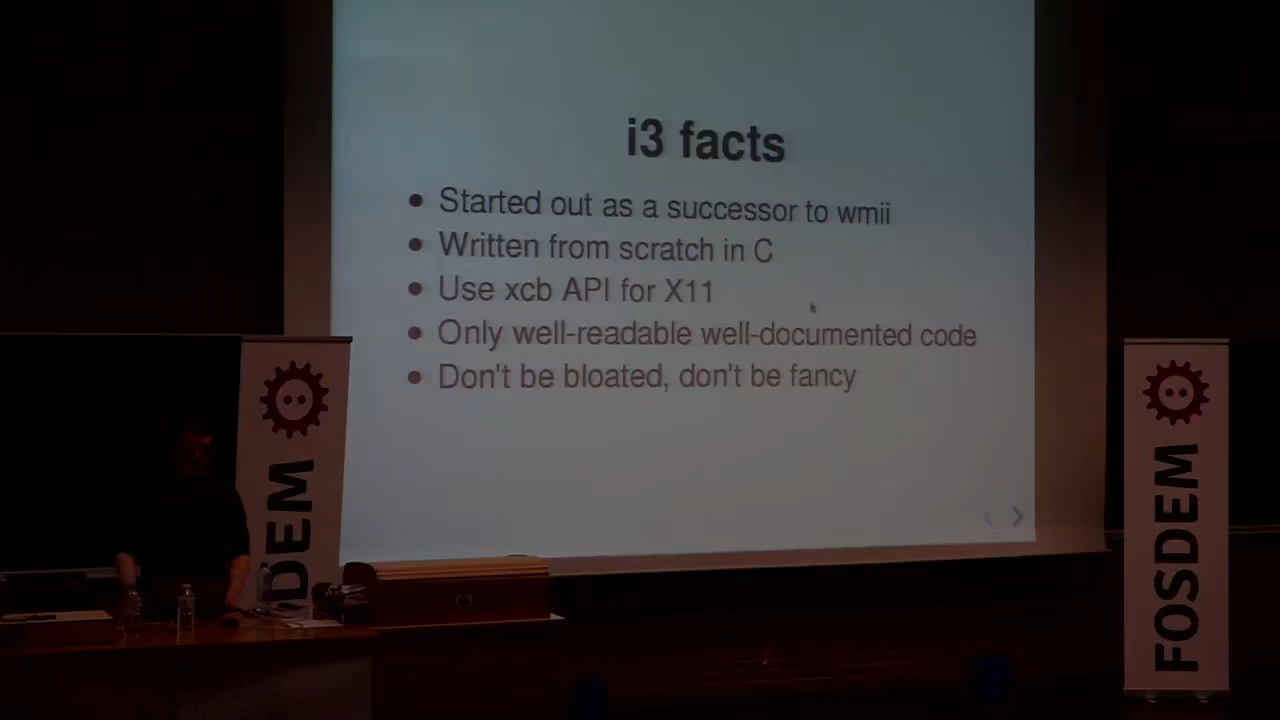 i3 facts
Started out as a successor to wmii
Written from scratch in C
Use xcb API for X11
Only well-readable well-documented code
Don't be bloated, don't be fancy
DEM
FOSDEM